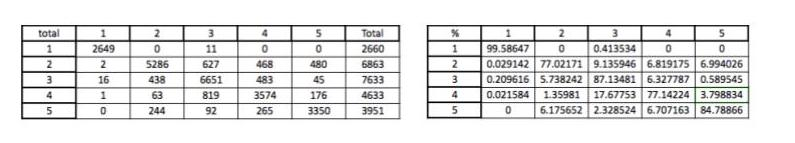 total 1 2 3 4 5 Total
1 2649 0 11 0 0 2660
2 2 5286 627 468 480 6863
3 16 438 6651 483 45 7633
4 1 63 819 3574 176 4633
5 0 244 92 265 3350 3951
% 1 2 3 4 5
1 99.58647 0 0.413534 0 0
2 0.029142 77.02171 9.135946 6.819175 6.994026
3 0.209616 5.738242 87.13481 6.327787 0.589545
4 0.021584 1.35981 17.67753 77.14224 3.798834
5 0 6.175652 2.328524 6.707163 84.78866